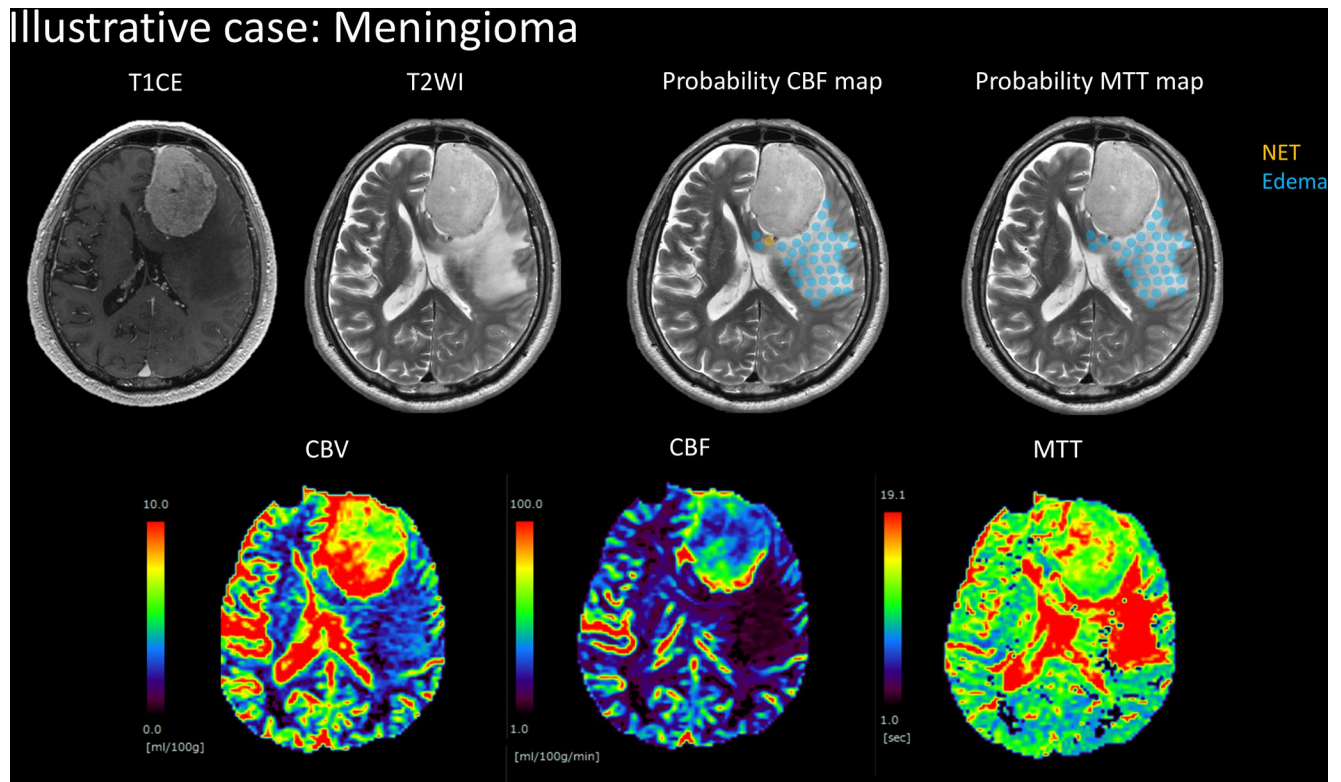 Illustrative case: Meningioma
T1CE
T2WI
Probability CBF map
Probability MTT map
NET
Edema
CBV
CBF
MTT
10.0
0.0
[ml/100g]
100.0
1.0
[ml/100g/min]
19.1
1.0
[sec]